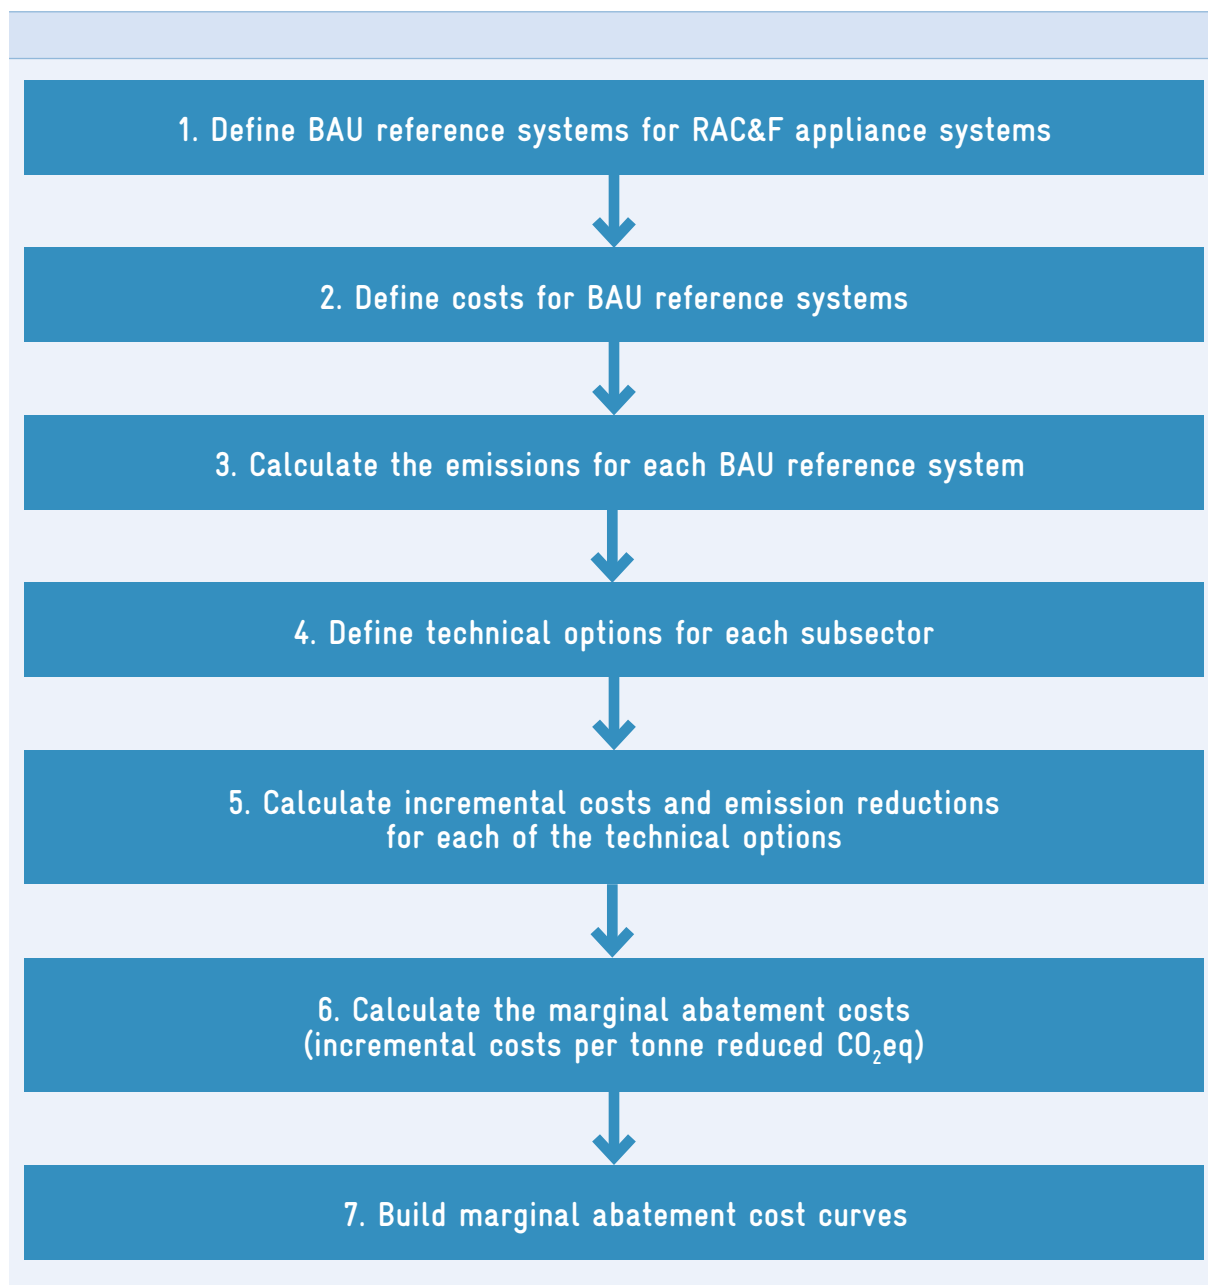 1. Define BAU reference systems for RAC&F appliance systems
2. Define costs for BAU reference systems
3. Calculate the emissions for each BAU reference system
4. Define technical options for each subsector
5. Calculate incremental costs and emission reductions
for each of the technical options
6. Calculate the marginal abatement costs
(incremental costs per tonne reduced CO₂eq)
7. Build marginal abatement cost curves